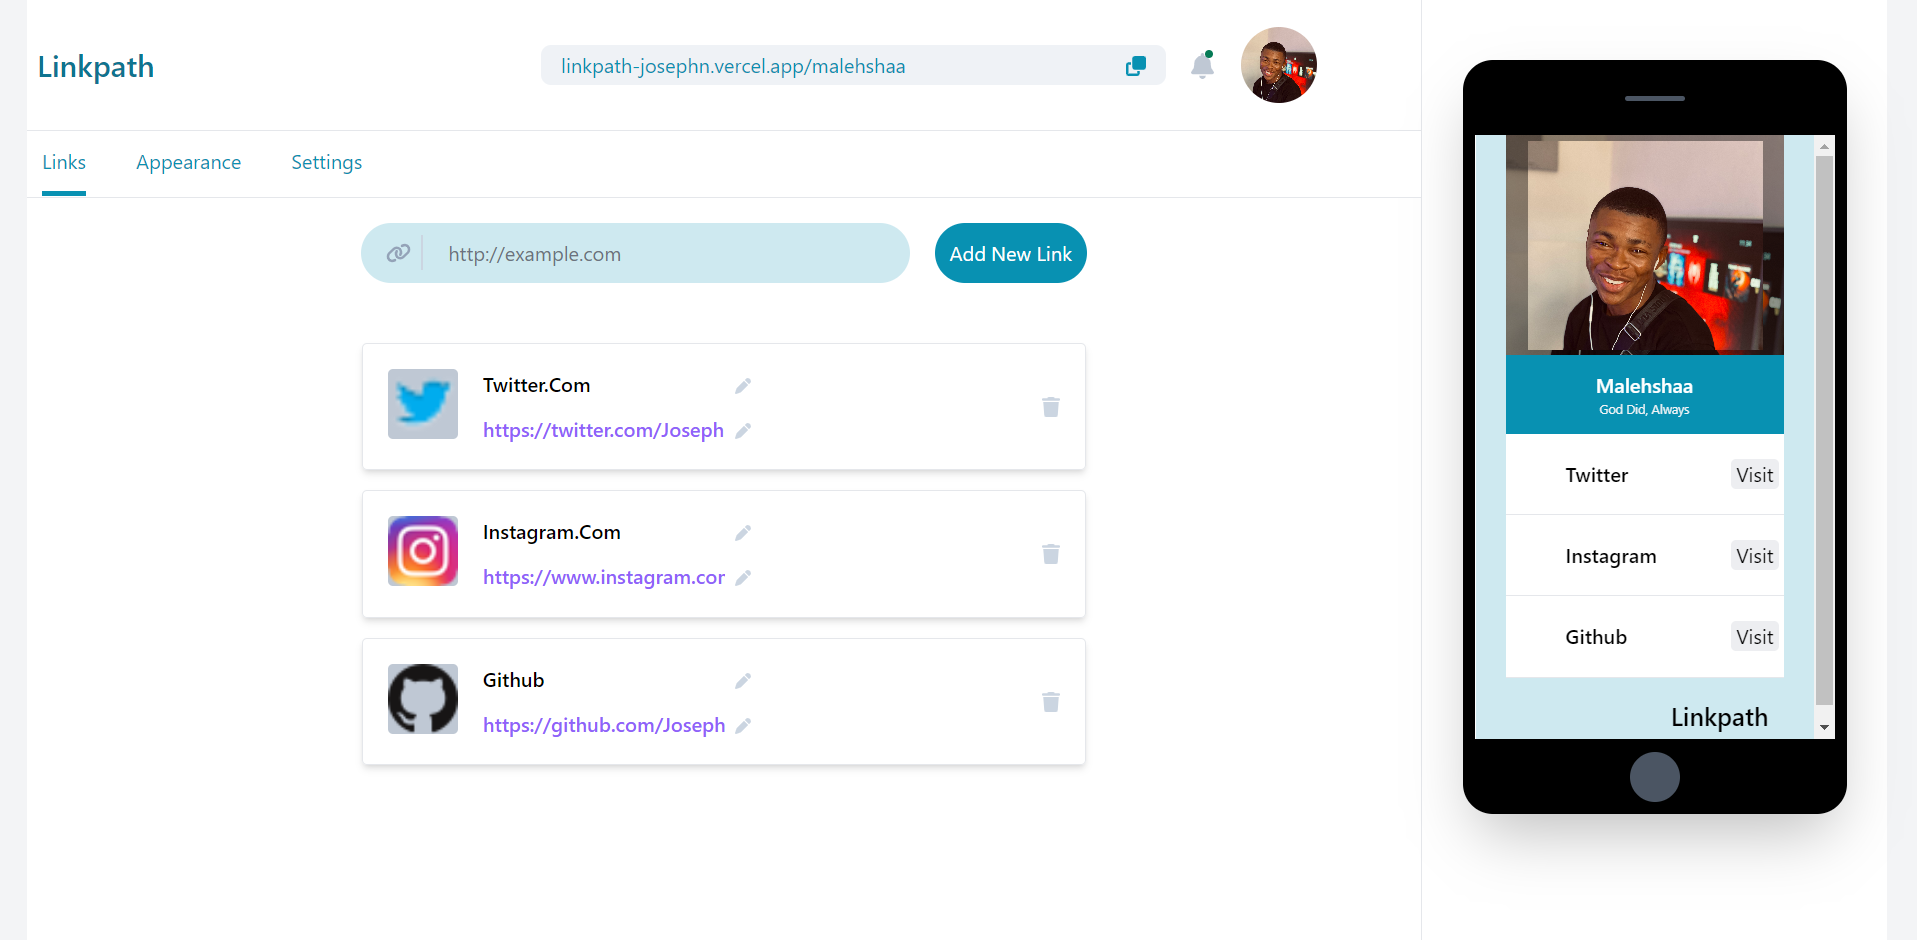 Linkpath
linkpath-josephn.vercel.app/malehshaa
Links
Appearance
Settings
http://example.com
Add New Link
Twitter.Com
https://twitter.com/Joseph
Instagram.Com
https://www.instagram.cor
Github
https://github.com/Joseph
Malehshaa
God Did, Always
Twitter
Visit
Instagram
Visit
Github
Visit
Linkpath